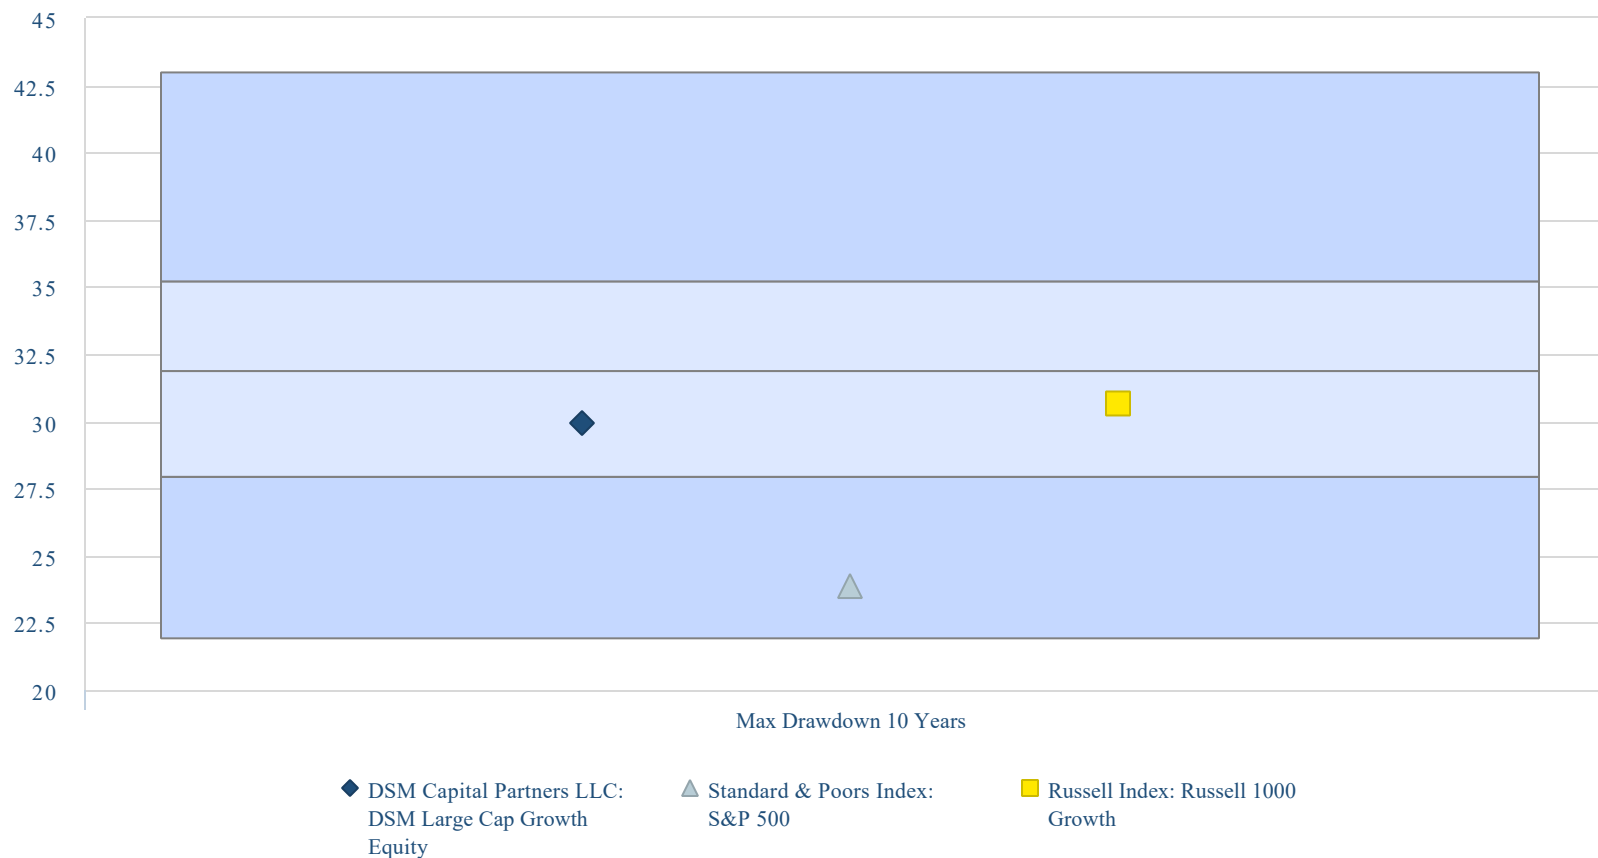 45
42.5
40
37.5
35
32.5
30
27.5
25
22.5
20
Max Drawdown 10 Years
DSM Capital Partners LLC:
DSM Large Cap Growth
Equity
Standard & Poors Index:
S&P 500
Russell Index: Russell 1000
Growth